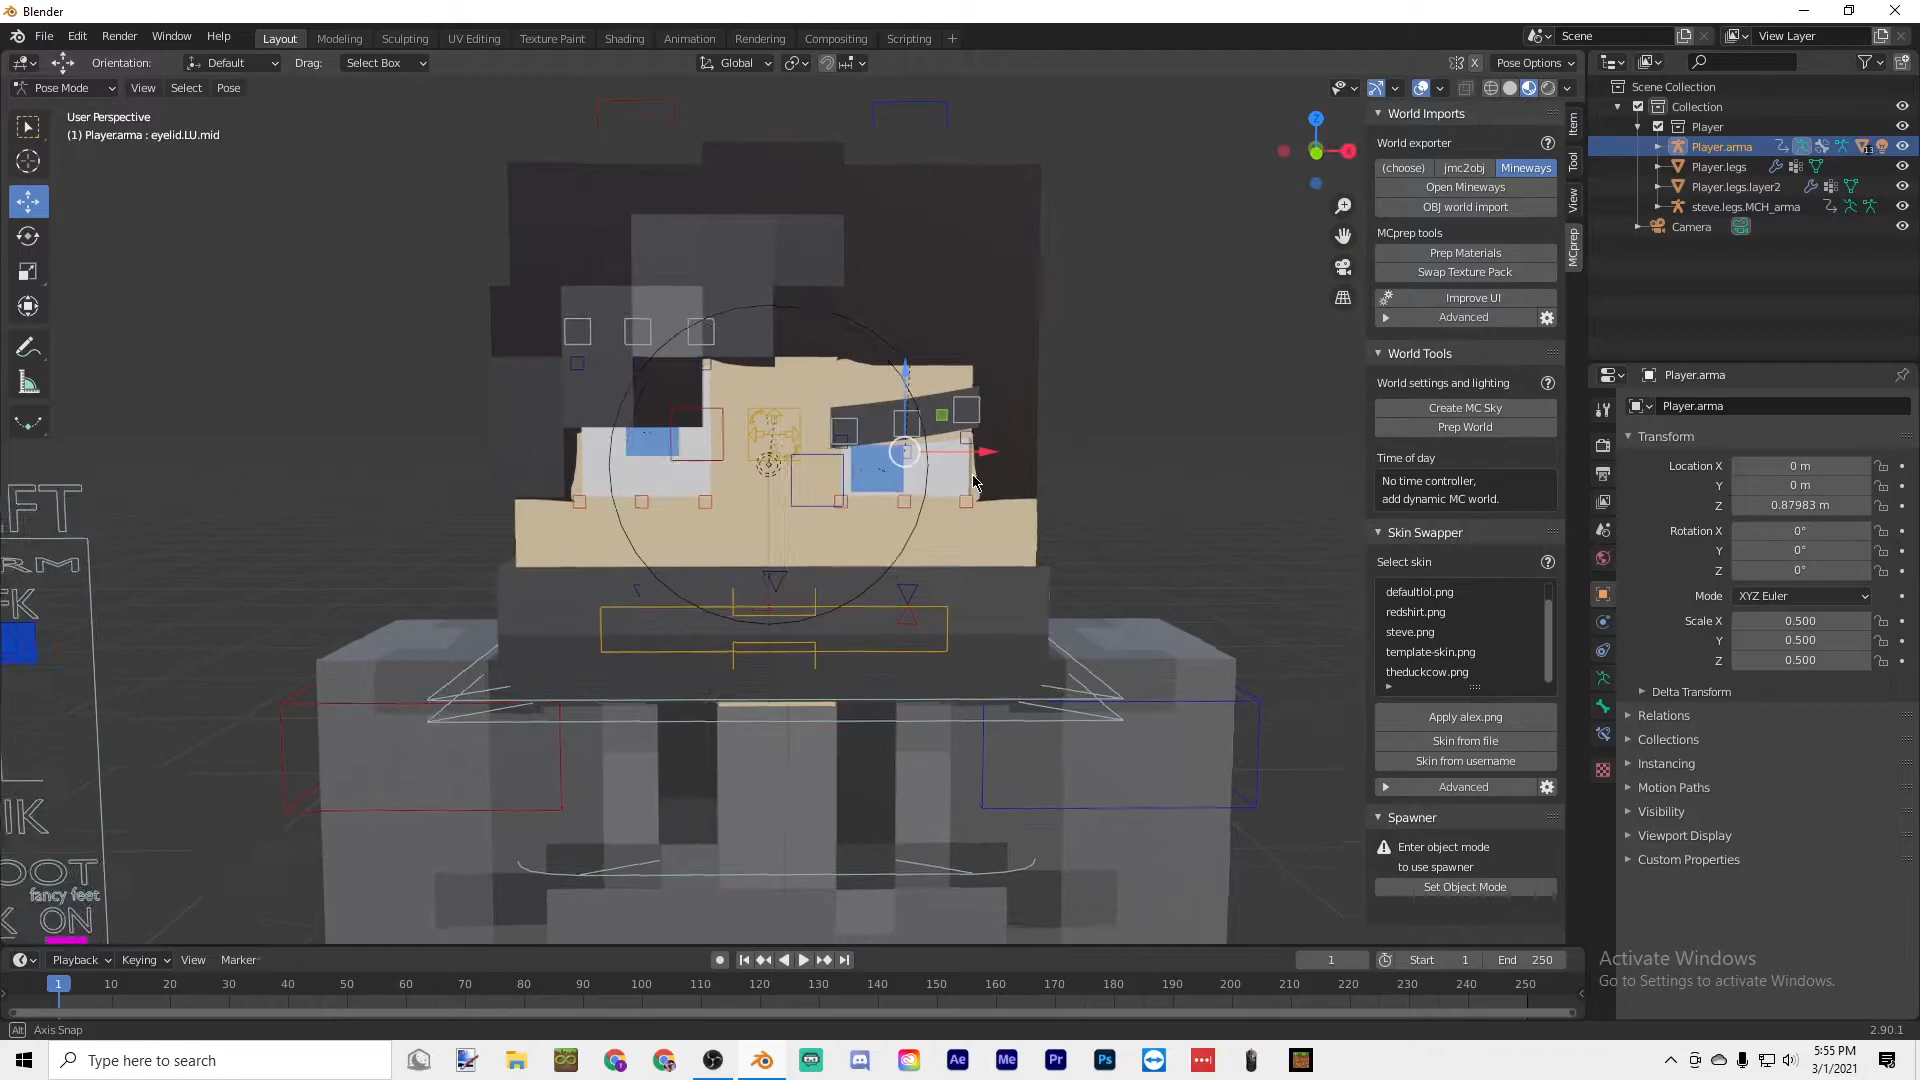 Blender
File Edit Render Window Help
Layout Modeling Sculpting UV Editing Texture Paint Shading Animation Rendering Compositing Scripting +
Scene
View Layer
Orientation: Default Drag: Select Box Global X Pose Options
Pose Mode View Select Pose
User Perspective
(1) Player.arma : eyelid.LU.mid
Z
X
Item
Tool
View
MCprep
World Imports
World exporter
(choose) jmc2obj Mineways
Open Mineways
OBJ world import
MCprep tools
Prep Materials
Swap Texture Pack
Improve UI
Advanced
World Tools
World settings and lighting
Create MC Sky
Prep World
Time of day
No time controller,
add dynamic MC world.
Skin Swapper
Select skin
defaultlol.png
redshirt.png
steve.png
template-skin.png
theduckcow.png
Apply alex.png
Skin from file
Skin from username
Advanced
Spawner
Enter object mode
to use spawner
Set Object Mode
Scene Collection
Collection
Player
Player.arma 13
Player.legs
Player.legs.layer2
steve.legs.MCH_arma
Camera
Player.arma
Player.arma
Transform
Location X 0 m
Y 0 m
Z 0.87983 m
Rotation X 0°
Y 0°
Z 0°
Mode XYZ Euler
Scale X 0.500
Y 0.500
Z 0.500
Delta Transform
Relations
Collections
Instancing
Motion Paths
Visibility
Viewport Display
Custom Properties
FT
RM
FK
L
IK
OOT
fancy feet
K ON
Playback Keying View Marker 1 Start 1 End 250
1 10 20 30 40 50 60 70 80 90 100 110 120 130 140 150 160 170 180 190 200 210 220 230 240 250
Activate Windows
Go to Settings to activate Windows.
Alt Axis Snap 2.90.1
Type here to search
Ae Me Pr Ps
5:55 PM
3/1/2021